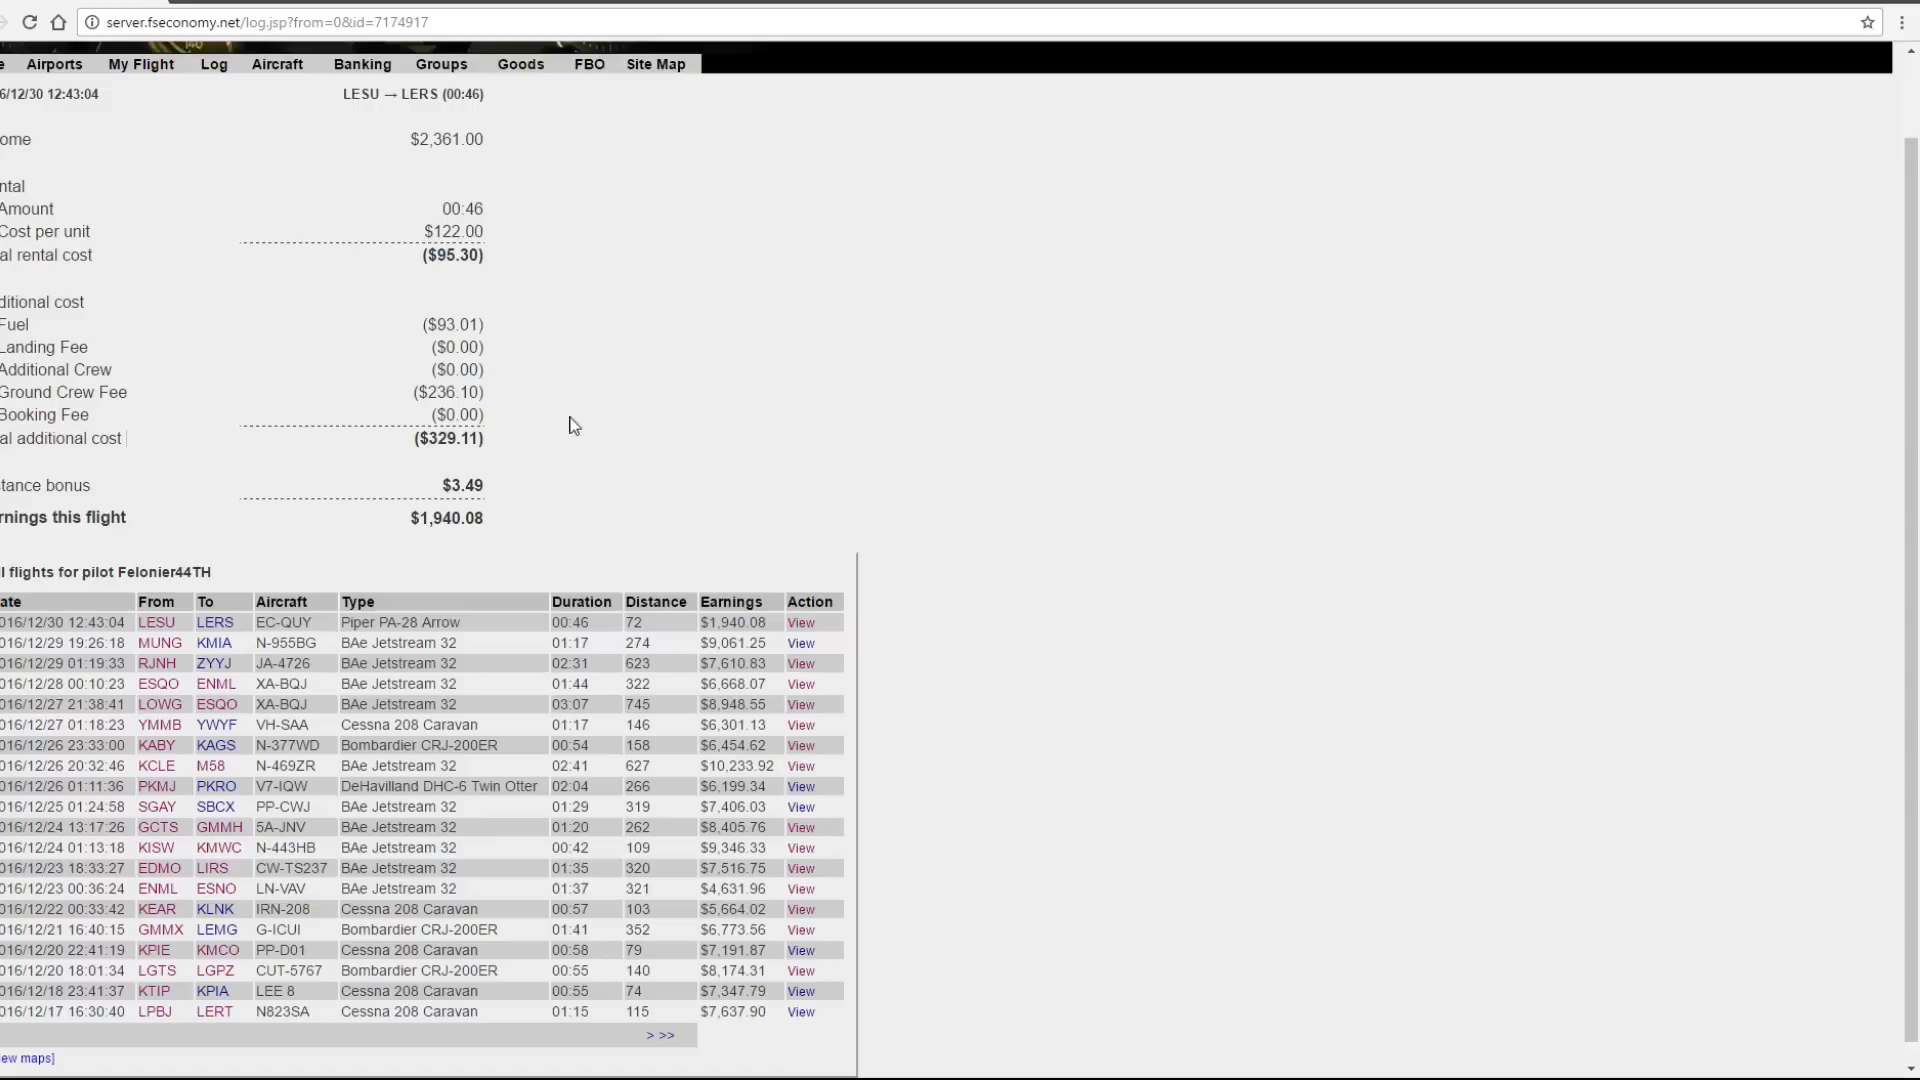 server.fseconomy.net/log.jsp?from=0&id=7174917
e Airports My Flight Log Aircraft Banking Groups Goods FBO Site Map
6/12/30 12:43:04 LESU → LERS (00:46)
ome $2,361.00
ntal
Amount 00:46
Cost per unit $122.00
al rental cost ($95.30)
ditional cost
Fuel ($93.01)
Landing Fee ($0.00)
Additional Crew ($0.00)
Ground Crew Fee ($236.10)
Booking Fee ($0.00)
al additional cost ($329.11)
tance bonus $3.49
rnings this flight $1,940.08
ll flights for pilot Felonier44TH
ate From To Aircraft Type Duration Distance Earnings Action
016/12/30 12:43:04 LESU LERS EC-QUY Piper PA-28 Arrow 00:46 72 $1,940.08 View
016/12/29 19:26:18 MUNG KMIA N-955BG BAe Jetstream 32 01:17 274 $9,061.25 View
016/12/29 01:19:33 RJNH ZYYJ JA-4726 BAe Jetstream 32 02:31 623 $7,610.83 View
016/12/28 00:10:23 ESQO ENML XA-BQJ BAe Jetstream 32 01:44 322 $6,668.07 View
016/12/27 21:38:41 LOWG ESQO XA-BQJ BAe Jetstream 32 03:07 745 $8,948.55 View
016/12/27 01:18:23 YMMB YWYF VH-SAA Cessna 208 Caravan 01:17 146 $6,301.13 View
016/12/26 23:33:00 KABY KAGS N-377WD Bombardier CRJ-200ER 00:54 158 $6,454.62 View
016/12/26 20:32:46 KCLE M58 N-469ZR BAe Jetstream 32 02:41 627 $10,233.92 View
016/12/26 01:11:36 PKMJ PKRO V7-IQW DeHavilland DHC-6 Twin Otter 02:04 266 $6,199.34 View
016/12/25 01:24:58 SGAY SBCX PP-CWJ BAe Jetstream 32 01:29 319 $7,406.03 View
016/12/24 13:17:26 GCTS GMMH 5A-JNV BAe Jetstream 32 01:20 262 $8,405.76 View
016/12/24 01:13:18 KISW KMWC N-443HB BAe Jetstream 32 00:42 109 $9,346.33 View
016/12/23 18:33:27 EDMO LIRS CW-TS237 BAe Jetstream 32 01:35 320 $7,516.75 View
016/12/23 00:36:24 ENML ESNO LN-VAV BAe Jetstream 32 01:37 321 $4,631.96 View
016/12/22 00:33:42 KEAR KLNK IRN-208 Cessna 208 Caravan 00:57 103 $5,664.02 View
016/12/21 16:40:15 GMMX LEMG G-ICUI Bombardier CRJ-200ER 01:41 352 $6,773.56 View
016/12/20 22:41:19 KPIE KMCO PP-D01 Cessna 208 Caravan 00:58 79 $7,191.87 View
016/12/20 18:01:34 LGTS LGPZ CUT-5767 Bombardier CRJ-200ER 00:55 140 $8,174.31 View
016/12/18 23:41:37 KTIP KPIA LEE 8 Cessna 208 Caravan 00:55 74 $7,347.79 View
016/12/17 16:30:40 LPBJ LERT N823SA Cessna 208 Caravan 01:15 115 $7,637.90 View
> >>
ew maps]